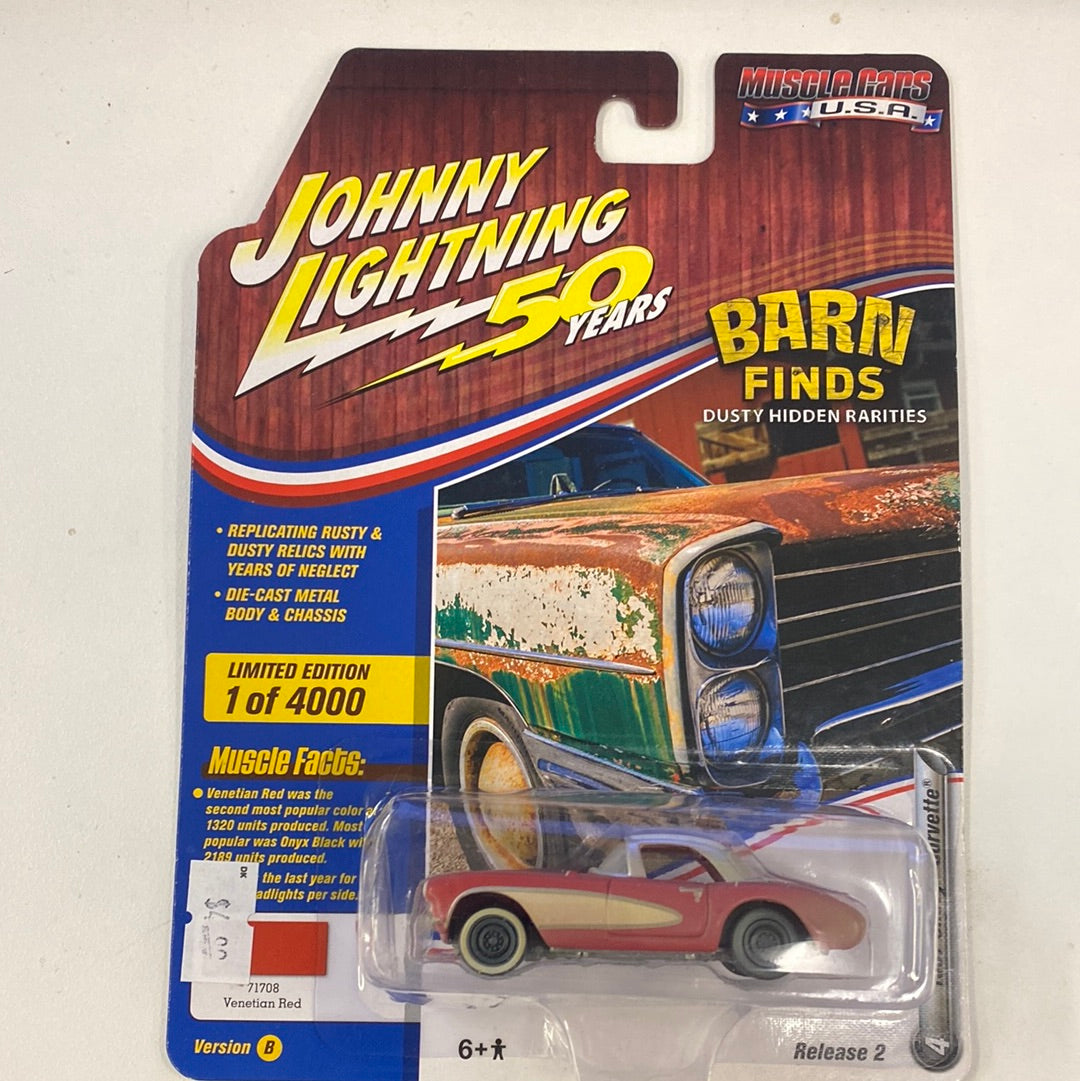 Muscle Cars
U.S.A.
JOHNNY
LIGHTNING
50
YEARS
BARN
FINDS™
DUSTY HIDDEN RARITIES
• REPLICATING RUSTY &
DUSTY RELICS WITH
YEARS OF NEGLECT
• DIE-CAST METAL
BODY & CHASSIS
LIMITED EDITION
1 of 4000
Muscle Facts:
Venetian Red was the
second most popular color
1320 units produced. Most
popular was Onyx Black
2189 units produced.
the last year for
adlights per side.
Corvette®
DK
71708
Venetian Red
Version B
6+
Release 2
4